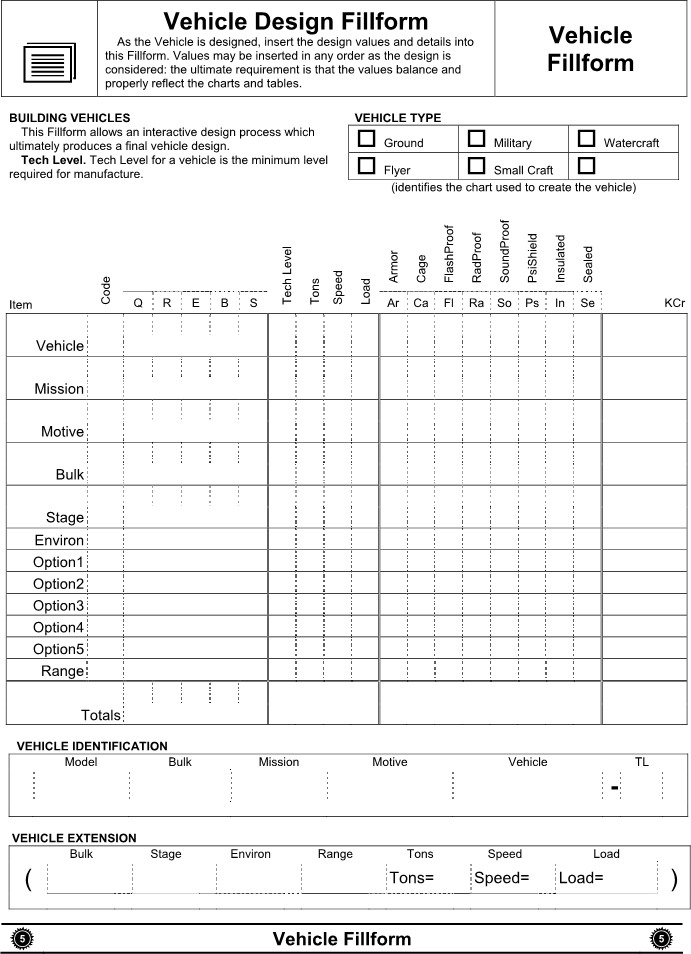 Vehicle Design Fillform
As the Vehicle is designed, insert the design values and details into
this Fillform. Values may be inserted in any order as the design is
considered: the ultimate requirement is that the values balance and
properly reflect the charts and tables.
Vehicle
Fillform
BUILDING VEHICLES
This Fillform allows an interactive design process which
ultimately produces a final vehicle design.
Tech Level. Tech Level for a vehicle is the minimum level
required for manufacture.
VEHICLE TYPE
Ground Military Watercraft
Flyer Small Craft
(identifies the chart used to create the vehicle)
Code Tech Level Tons Speed Load Armor Cage FlashProof RadProof SoundProof PsiShield Insulated Sealed
Item Q R E B S Ar Ca Fl Ra So Ps In Se KCr
Vehicle
Mission
Motive
Bulk
Stage
Environ
Option1
Option2
Option3
Option4
Option5
Range
Totals
VEHICLE IDENTIFICATION
Model Bulk Mission Motive Vehicle TL
-
VEHICLE EXTENSION
Bulk Stage Environ Range Tons Speed Load
( Tons= Speed= Load= )
5 Vehicle Fillform 5